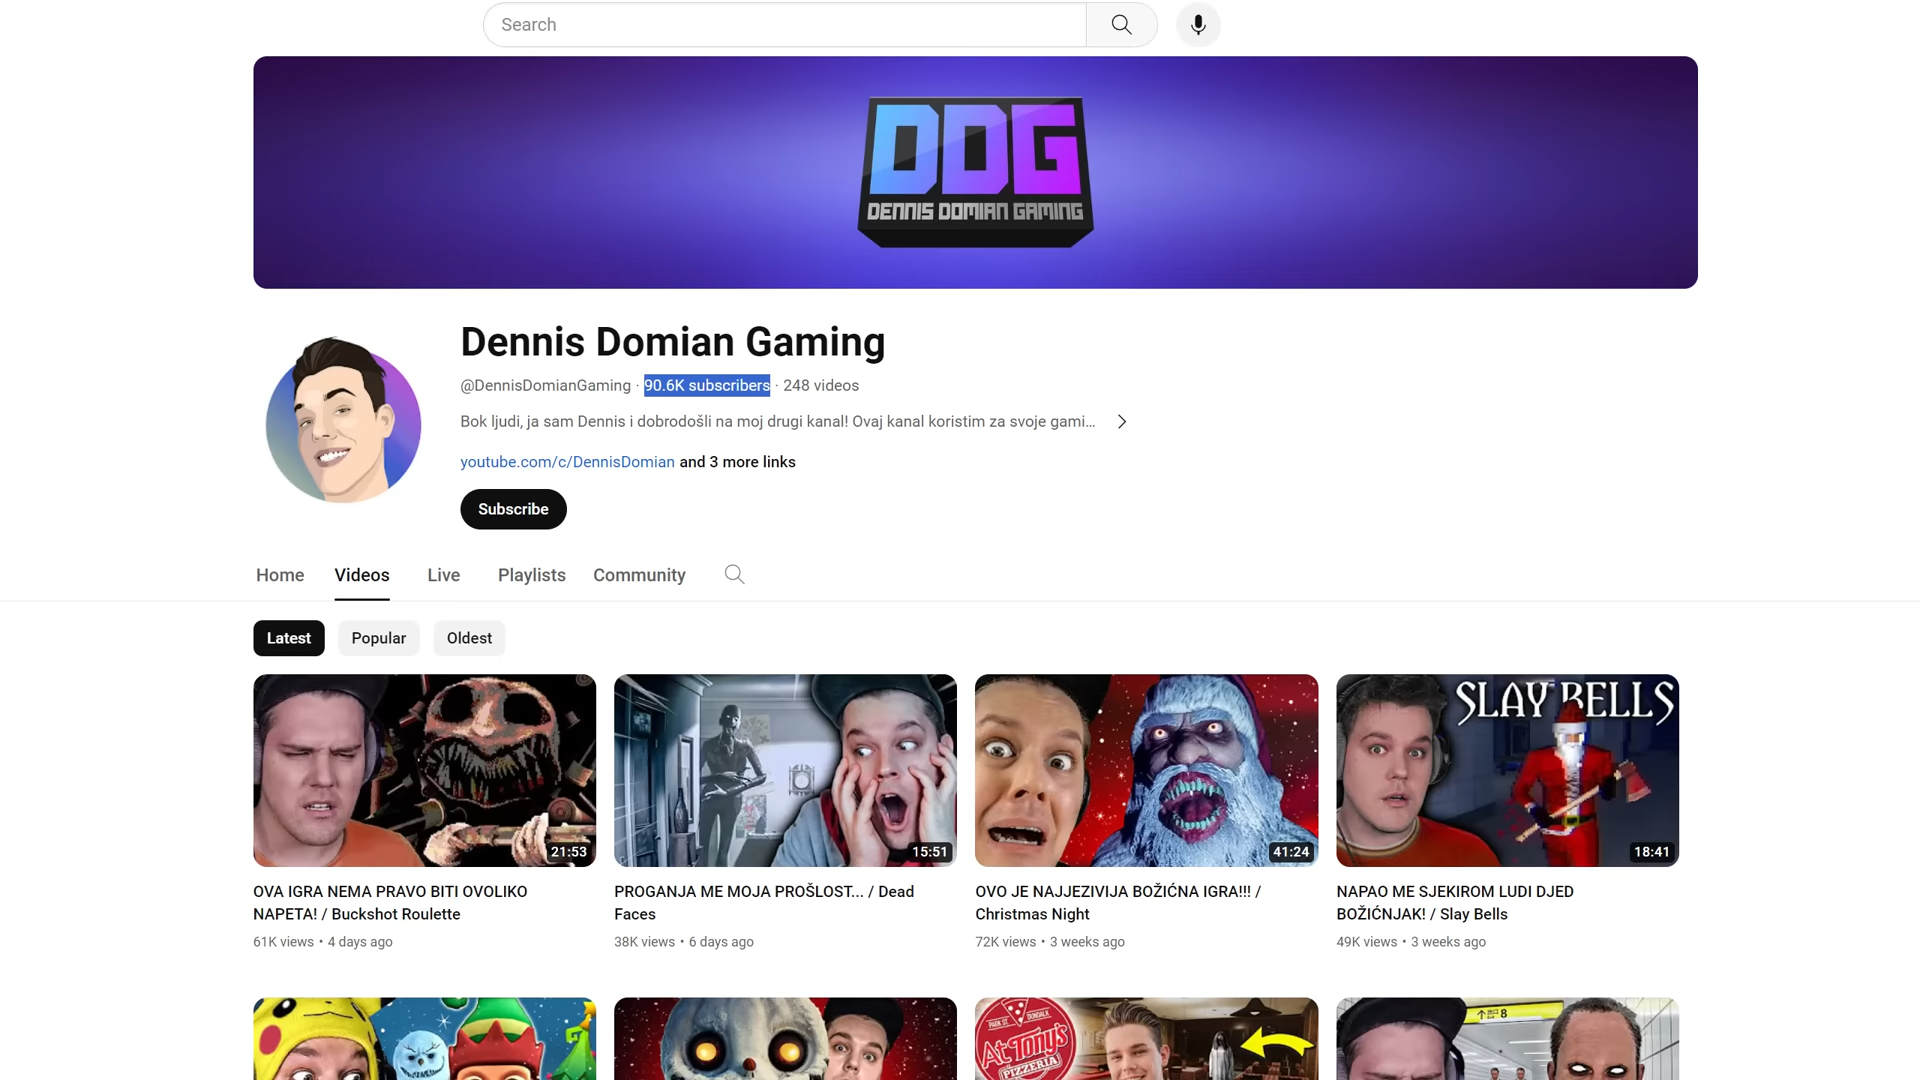 Search
DDG
DENNIS DOMIAN GAMING
Dennis Domian Gaming
@DennisDomianGaming · 90.6K subscribers · 248 videos
Bok ljudi, ja sam Dennis i dobrodošli na moj drugi kanal! Ovaj kanal koristim za svoje gami...
youtube.com/c/DennisDomian and 3 more links
Subscribe
Home Videos Live Playlists Community
Latest Popular Oldest
SLAY BELLS
21:53
15:51
41:24
18:41
OVA IGRA NEMA PRAVO BITI OVOLIKO
NAPETA! / Buckshot Roulette
61K views • 4 days ago
PROGANJA ME MOJA PROŠLOST... / Dead
Faces
38K views • 6 days ago
OVO JE NAJJEZIVIJA BOŽIĆNA IGRA!!! /
Christmas Night
72K views • 3 weeks ago
NAPAO ME SJEKIROM LUDI DJED
BOŽIĆNJAK! / Slay Bells
49K views • 3 weeks ago
PARK ST. DUNDALK
At Tony's
PIZZERIA
8